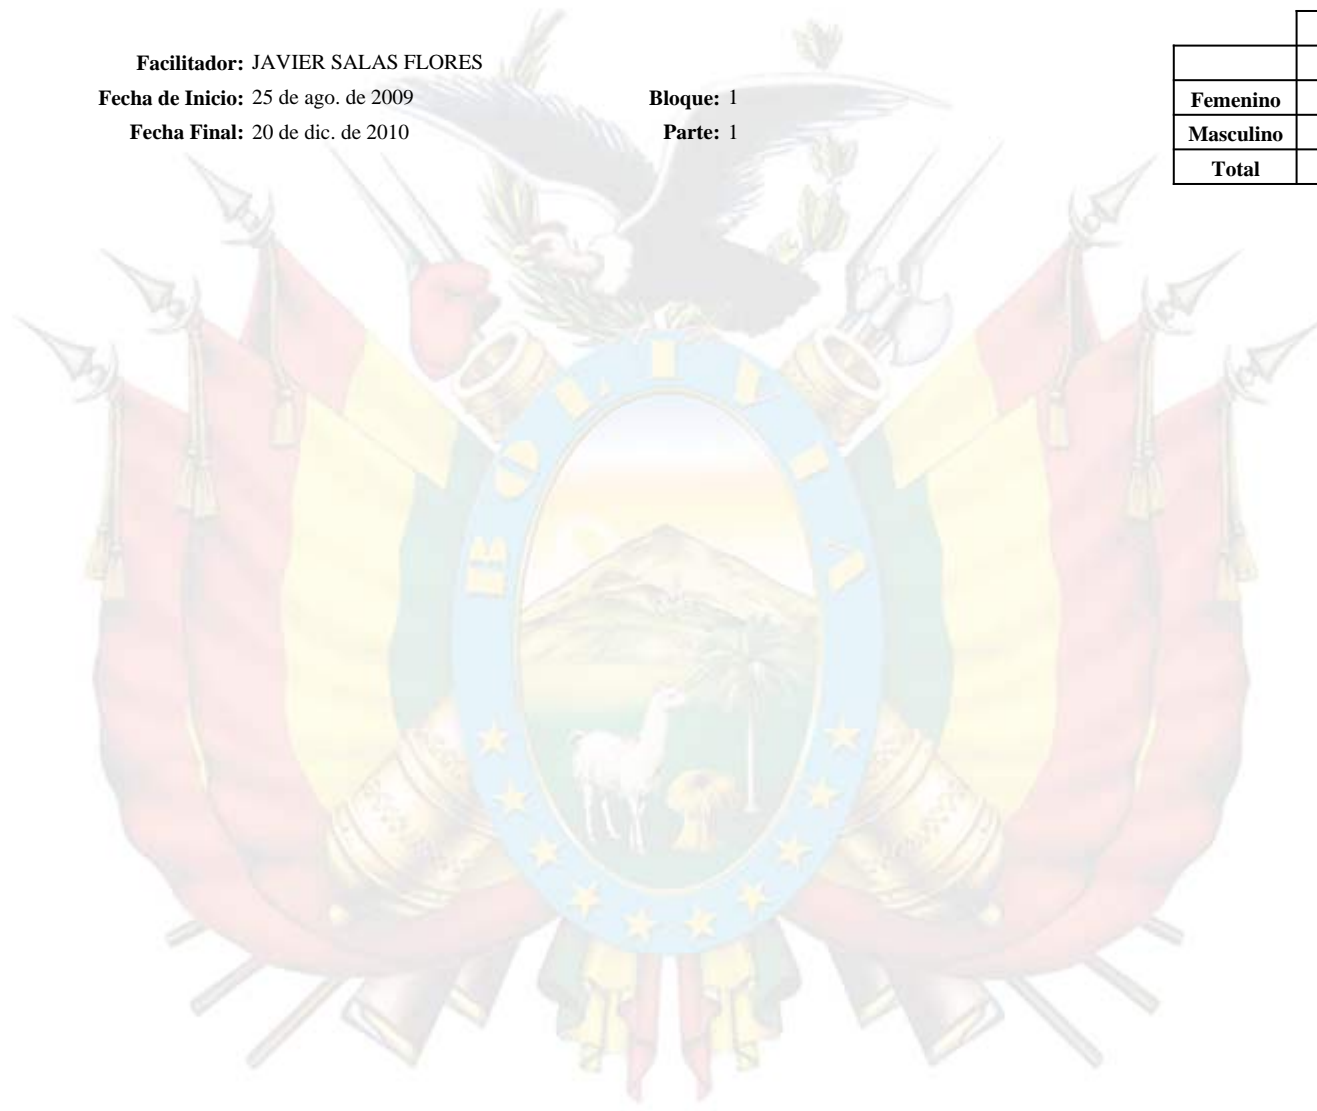 Facilitador: JAVIER SALAS FLORES
Fecha de Inicio: 25 de ago. de 2009 Bloque: 1
Fecha Final: 20 de dic. de 2010 Parte: 1
Femenino
Masculino
Total
BOLIVIA